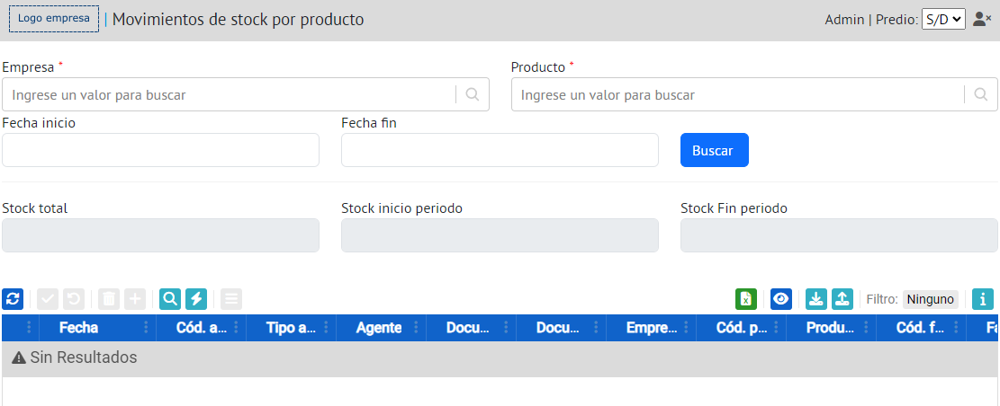 Logo empresa | Movimientos de stock por producto
Admin | Predio: S/D
Empresa *
Producto *
Ingrese un valor para buscar
Ingrese un valor para buscar
Fecha inicio
Fecha fin
Buscar
Stock total
Stock inicio periodo
Stock Fin periodo
Filtro: Ninguno
Fecha Cód. a... Tipo a... Agente Docu... Docu... Empre... Cód. p... Produ... Cód. f... Fa
Sin Resultados